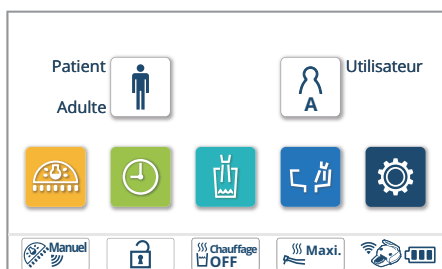 Patient
Utilisateur
Adulte
A
Manuel
Chauffage
OFF
Maxi.